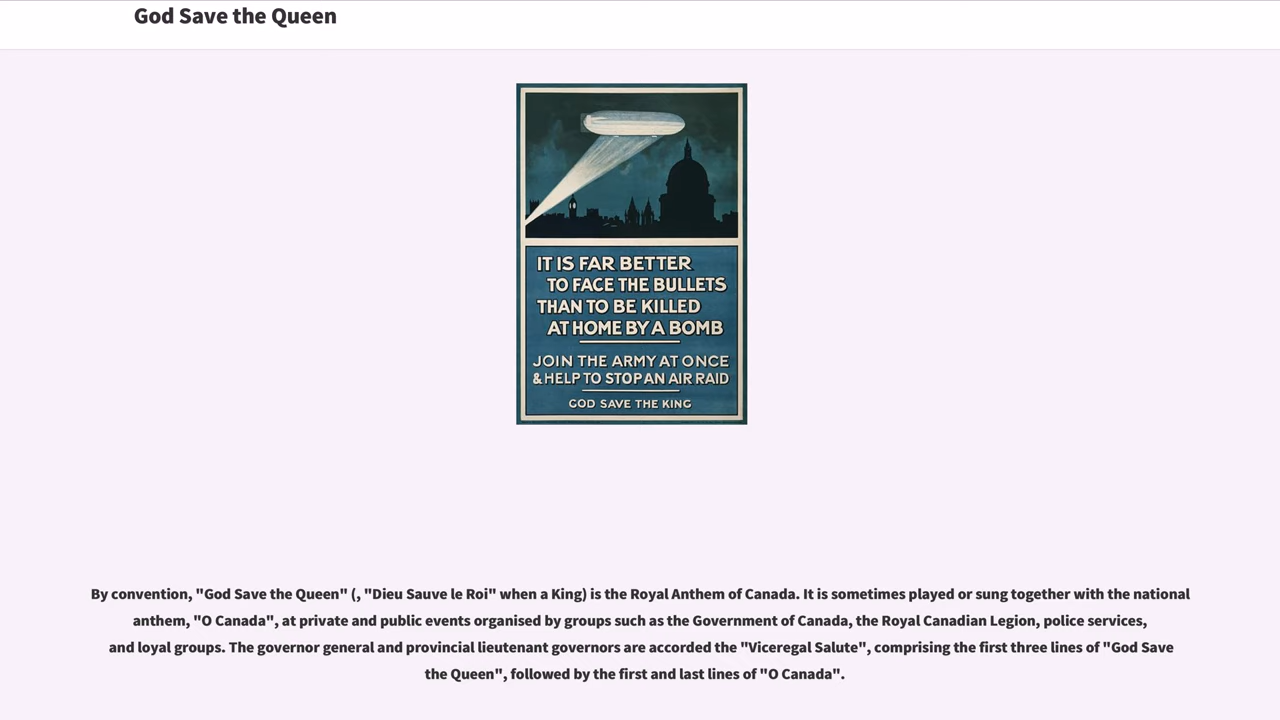 God Save the Queen
IT IS FAR BETTER
TO FACE THE BULLETS
THAN TO BE KILLED
AT HOME BY A BOMB
JOIN THE ARMY AT ONCE
& HELP TO STOP AN AIR RAID
GOD SAVE THE KING
By convention, "God Save the Queen" (, "Dieu Sauve le Roi" when a King) is the Royal Anthem of Canada. It is sometimes played or sung together with the national
anthem, "O Canada", at private and public events organised by groups such as the Government of Canada, the Royal Canadian Legion, police services,
and loyal groups. The governor general and provincial lieutenant governors are accorded the "Viceregal Salute", comprising the first three lines of "God Save
the Queen", followed by the first and last lines of "O Canada".